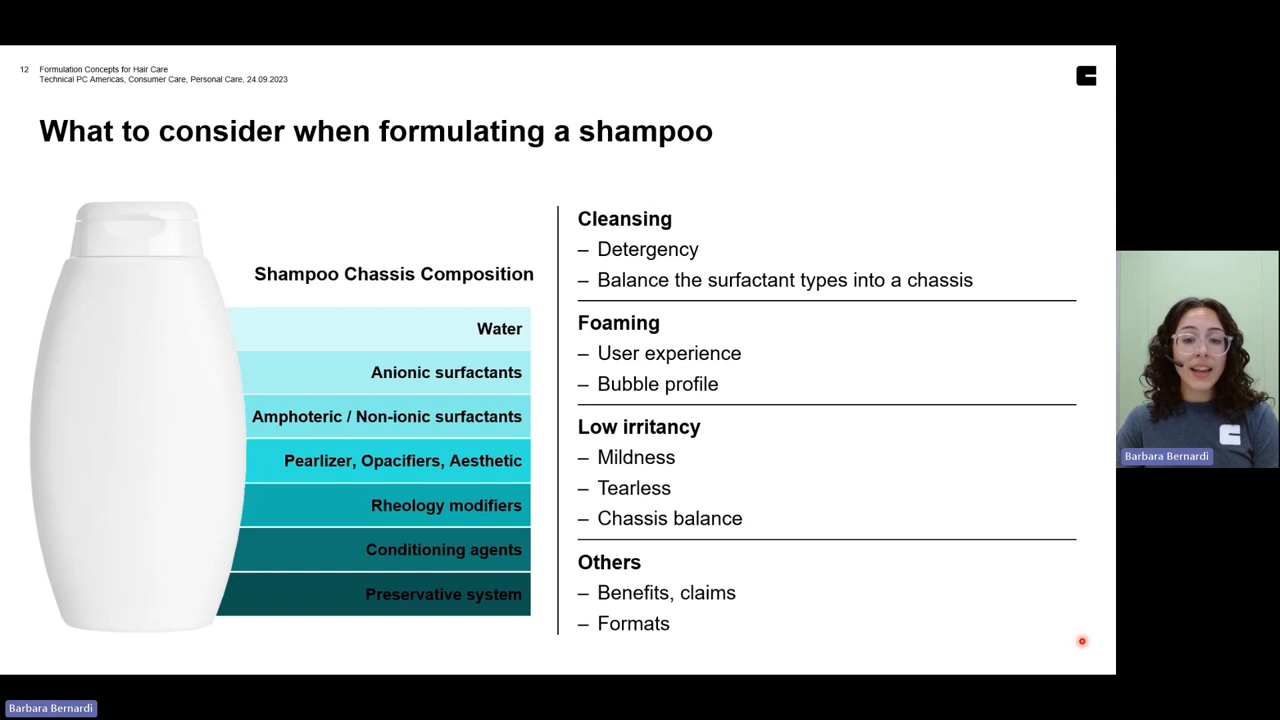 12 Formulation Concepts for Hair Care
Technical PC Americas, Consumer Care, Personal Care, 24.09.2023
What to consider when formulating a shampoo
Shampoo Chassis Composition
Water
Anionic surfactants
Amphoteric / Non-ionic surfactants
Pearlizer, Opacifiers, Aesthetic
Rheology modifiers
Conditioning agents
Preservative system
Cleansing
– Detergency
– Balance the surfactant types into a chassis
Foaming
– User experience
– Bubble profile
Low irritancy
– Mildness
– Tearless
– Chassis balance
Others
– Benefits, claims
– Formats
Barbara Bernardi
Barbara Bernardi